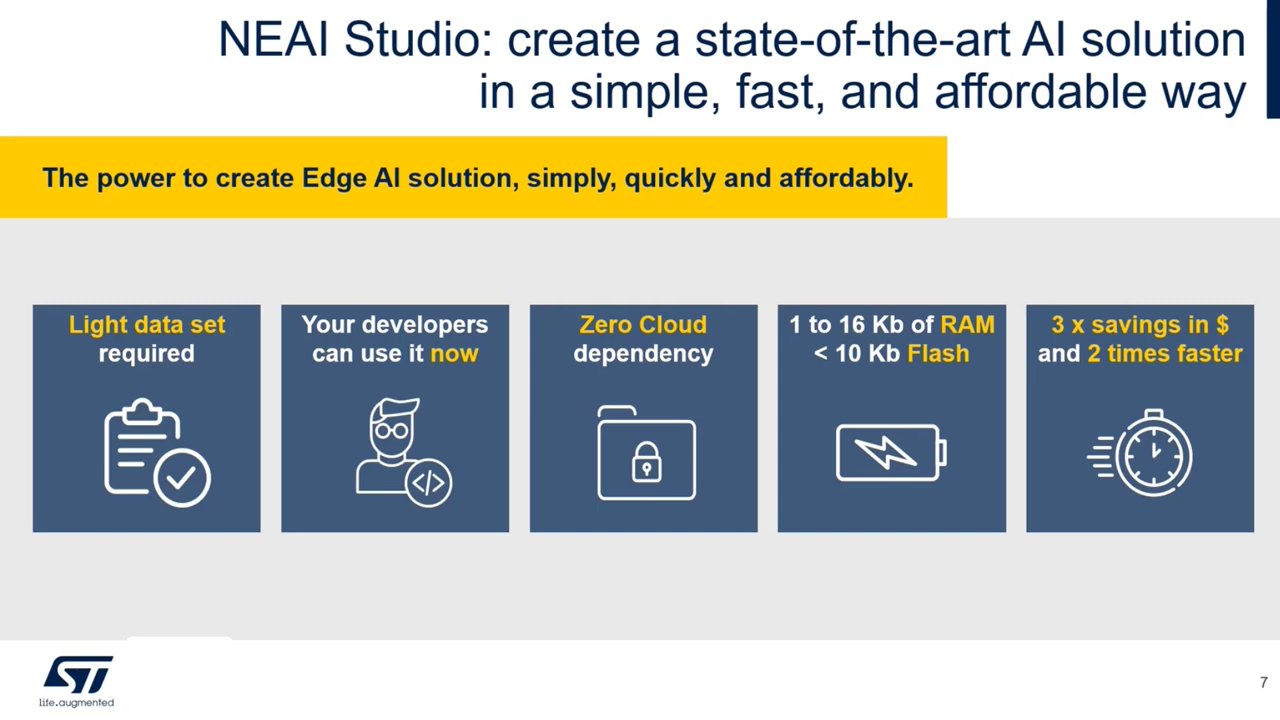 NEAI Studio: create a state-of-the-art AI solution
in a simple, fast, and affordable way
The power to create Edge AI solution, simply, quickly and affordably.
Light data set
required
Your developers
can use it now
Zero Cloud
dependency
1 to 16 Kb of RAM
< 10 Kb Flash
3 x savings in $
and 2 times faster
</>
ST
life.augmented
7